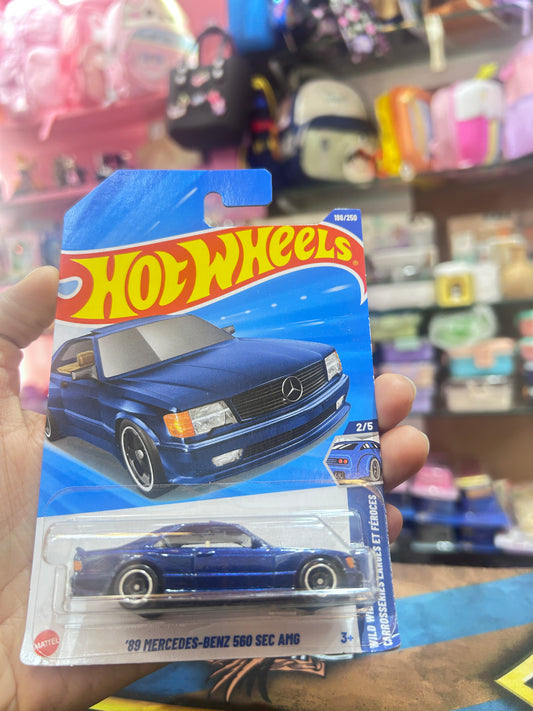 186/250
HOT WHEELS
2/5
WILD WIDE
CARROSSERIES LARGES ET FÉROCES
MATTEL
'89 MERCEDES-BENZ 560 SEC AMG
3+